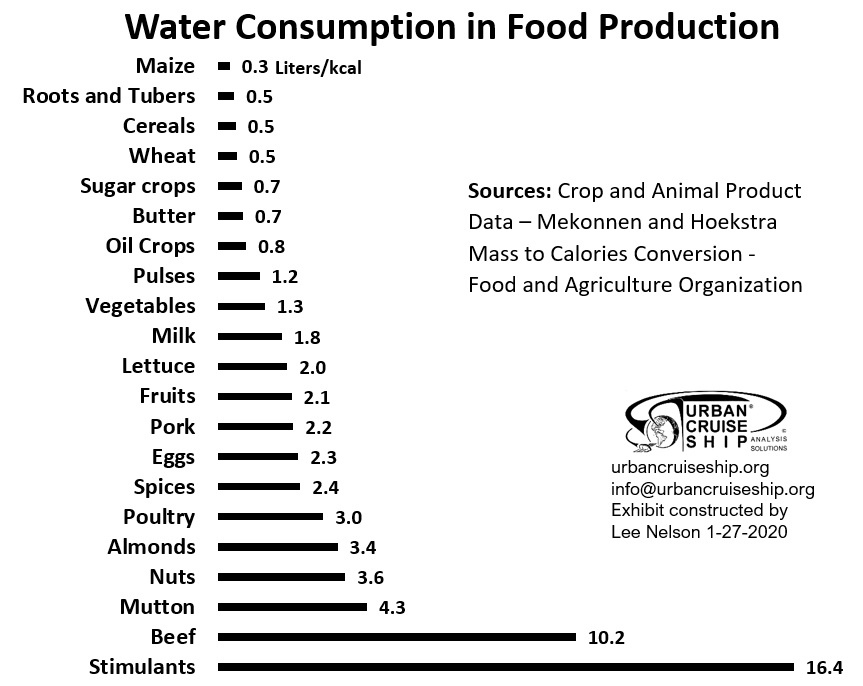 Water Consumption in Food Production
Maize 0.3 Liters/kcal
Roots and Tubers 0.5
Cereals 0.5
Wheat 0.5
Sugar crops 0.7
Butter 0.7
Oil Crops 0.8
Pulses 1.2
Vegetables 1.3
Milk 1.8
Lettuce 2.0
Fruits 2.1
Pork 2.2
Eggs 2.3
Spices 2.4
Poultry 3.0
Almonds 3.4
Nuts 3.6
Mutton 4.3
Beef 10.2
Stimulants 16.4
Sources: Crop and Animal Product
Data – Mekonnen and Hoekstra
Mass to Calories Conversion -
Food and Agriculture Organization
URBAN®
CRUISE ©
SHIP ANALYSIS
SOLUTIONS
urbancruiseship.org
info@urbancruiseship.org
Exhibit constructed by
Lee Nelson 1-27-2020